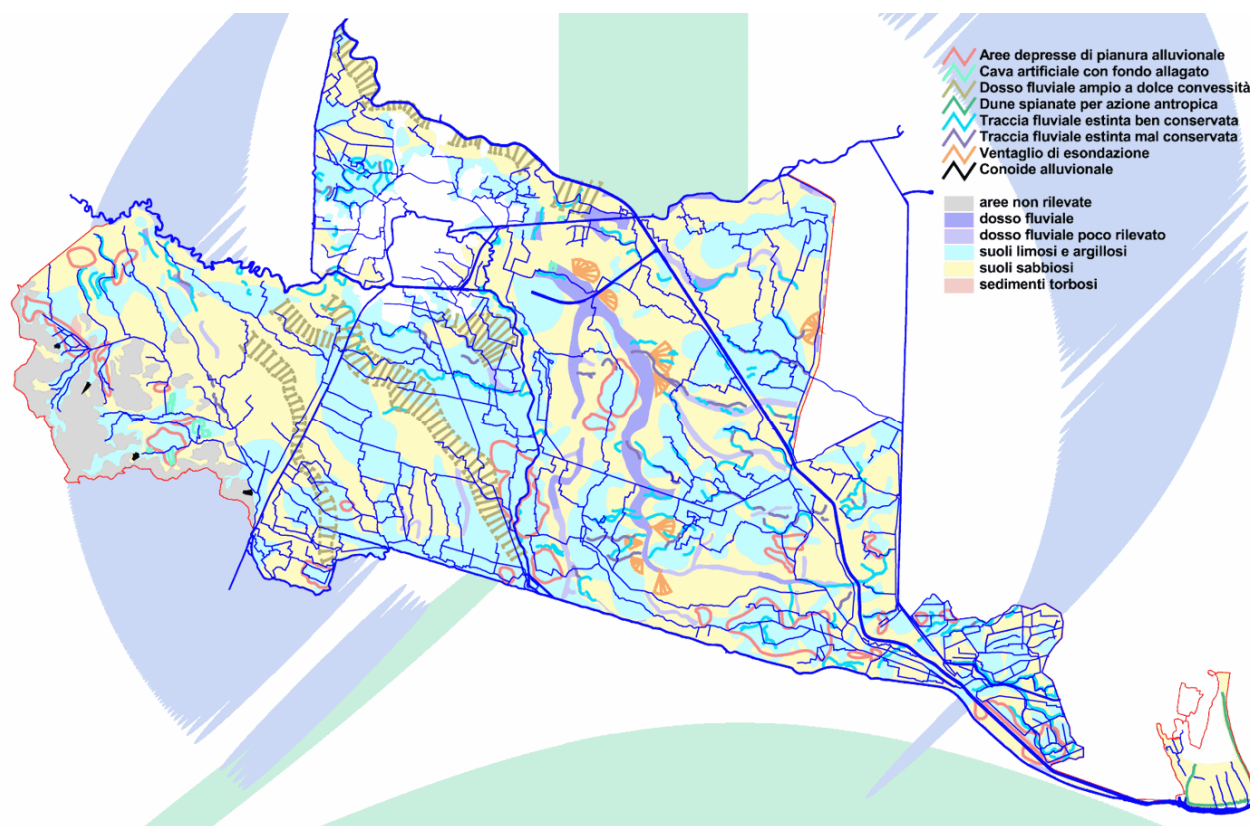 Aree depresse di pianura alluvionale
Cava artificiale con fondo allagato
Dosso fluviale ampio a dolce convessità
Dune spianate per azione antropica
Traccia fluviale estinta ben conservata
Traccia fluviale estinta mal conservata
Ventaglio di esondazione
Conoide alluvionale
aree non rilevate
dosso fluviale
dosso fluviale poco rilevato
suoli limosi e argillosi
suoli sabbiosi
sedimenti torbosi